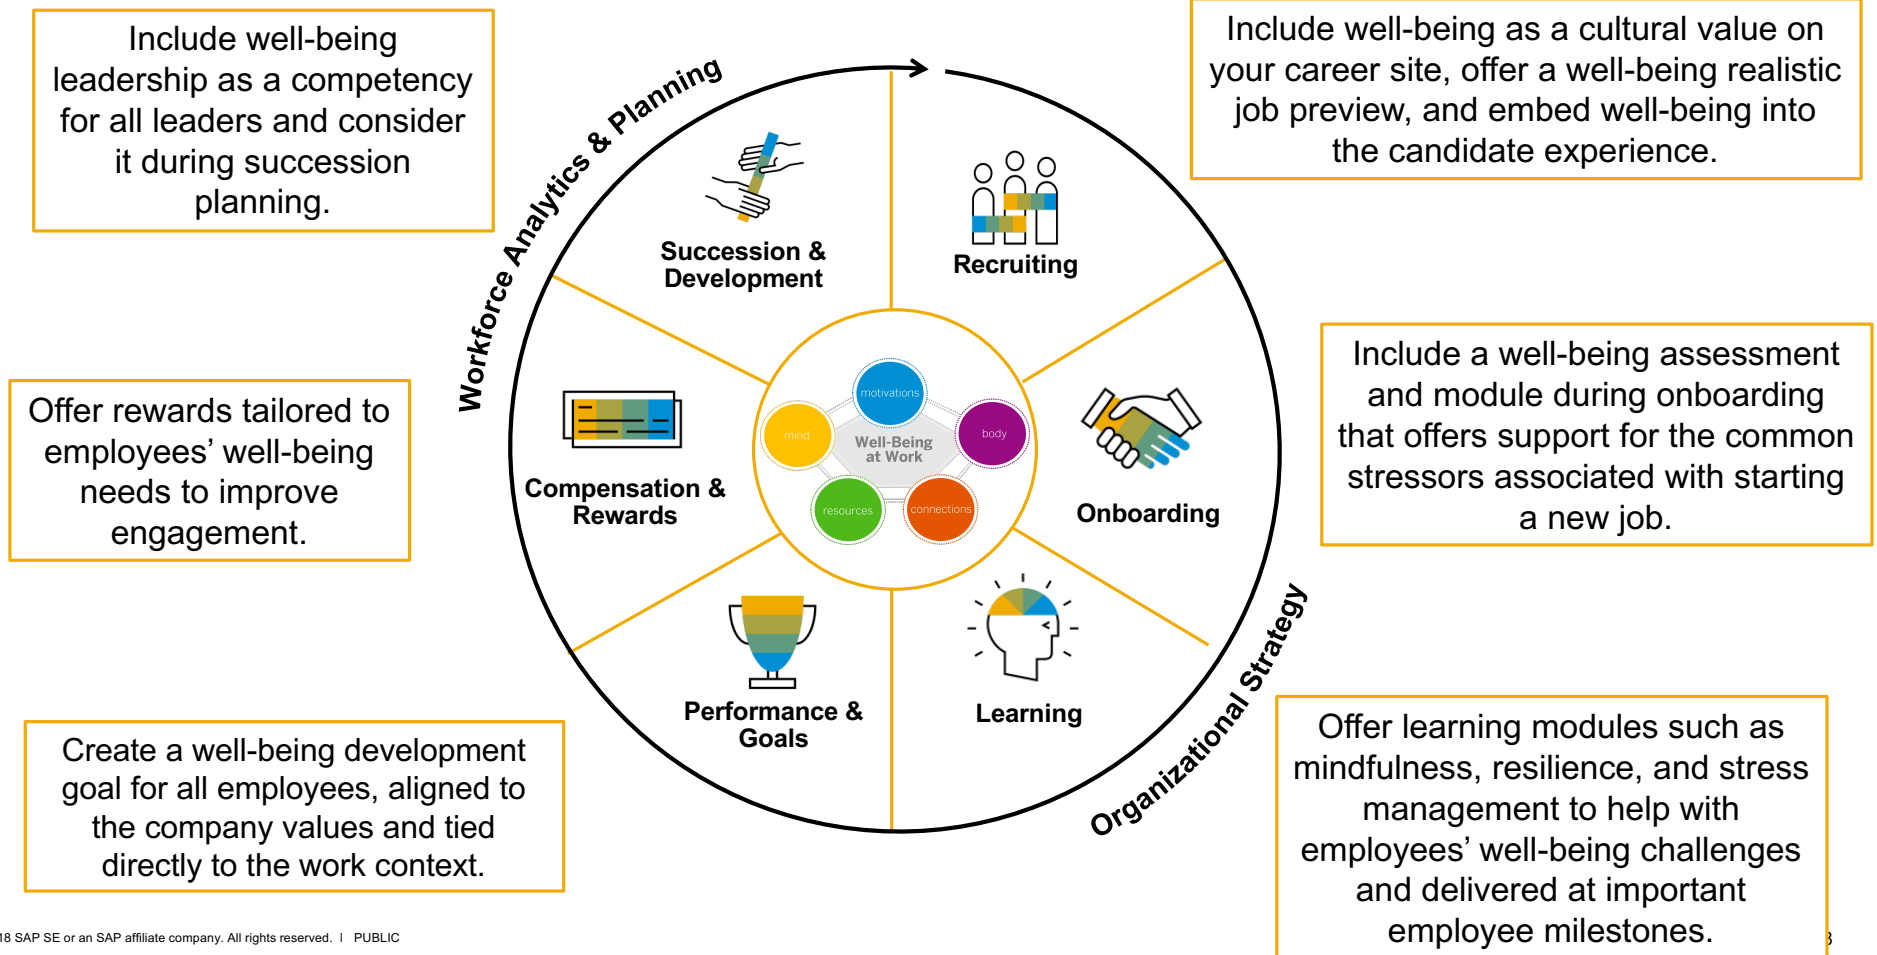 Include well-being
leadership as a competency
for all leaders and consider
it during succession
planning.
Include well-being as a cultural value on
your career site, offer a well-being realistic
job preview, and embed well-being into
the candidate experience.
Workforce Analytics & Planning
Succession &
Development
Recruiting
Offer rewards tailored to
employees’ well-being
needs to improve
engagement.
Compensation &
Rewards
motivations
mind
body
Well-Being
at Work
resources
connections
Onboarding
Include a well-being assessment
and module during onboarding
that offers support for the common
stressors associated with starting
a new job.
Create a well-being development
goal for all employees, aligned to
the company values and tied
directly to the work context.
Performance &
Goals
Learning
Organizational Strategy
Offer learning modules such as
mindfulness, resilience, and stress
management to help with
employees’ well-being challenges
and delivered at important
employee milestones.
18 SAP SE or an SAP affiliate company. All rights reserved. ǀ PUBLIC